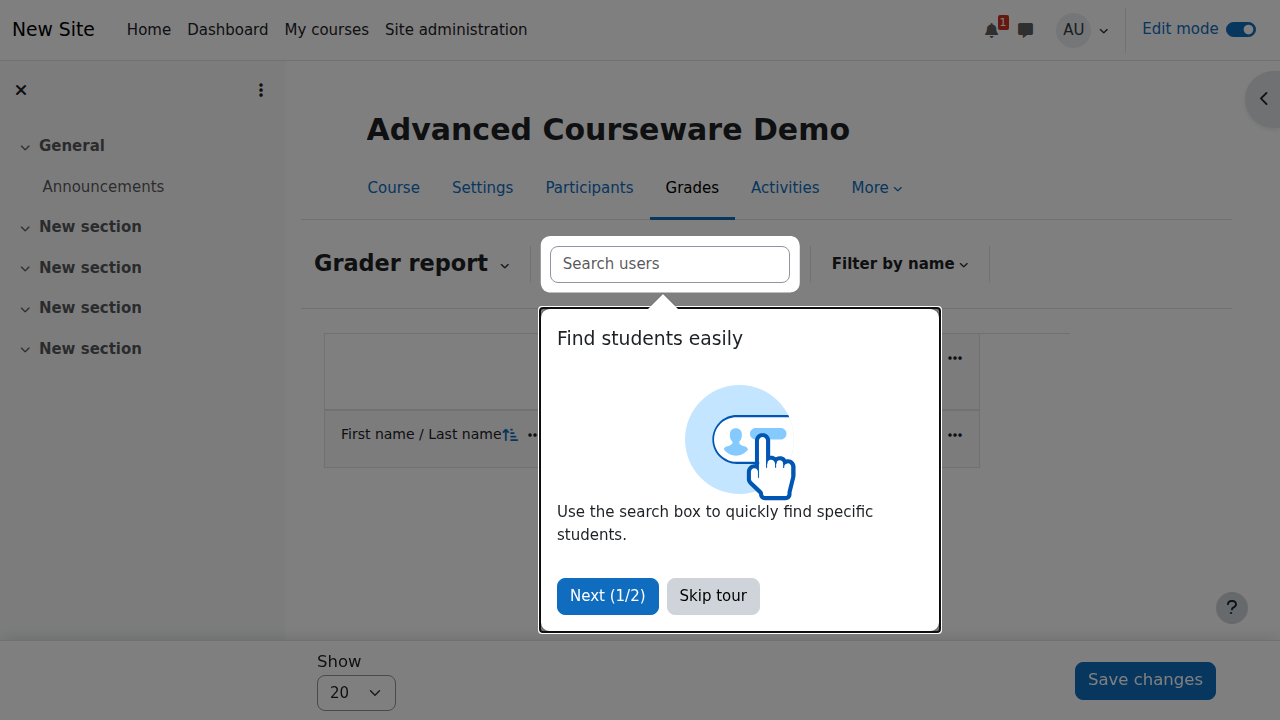 New Site
Home
Dashboard
My courses
Site administration
1
AU
Edit mode
General
Announcements
New section
New section
New section
New section
Advanced Courseware Demo
Course
Settings
Participants
Grades
Activities
More
Grader report
Search users
Filter by name
First name / Last name
Find students easily
Use the search box to quickly find specific
students.
Next (1/2)
Skip tour
?
Show
20
Save changes